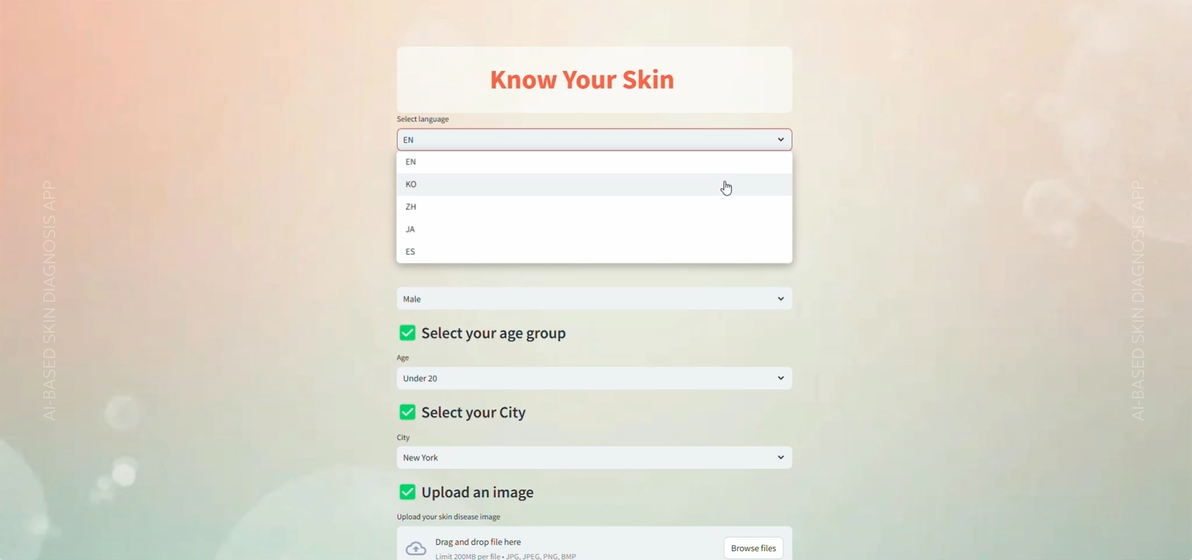 Know Your Skin
Select language
EN
EN
KO
ZH
JA
ES
Male
Select your age group
Age
Under 20
Select your City
City
New York
Upload an image
Upload your skin disease image
Drag and drop file here
Limit 200MB per file • JPG, JPEG, PNG, BMP
Browse files
AI-BASED SKIN DIAGNOSIS APP
AI-BASED SKIN DIAGNOSIS APP